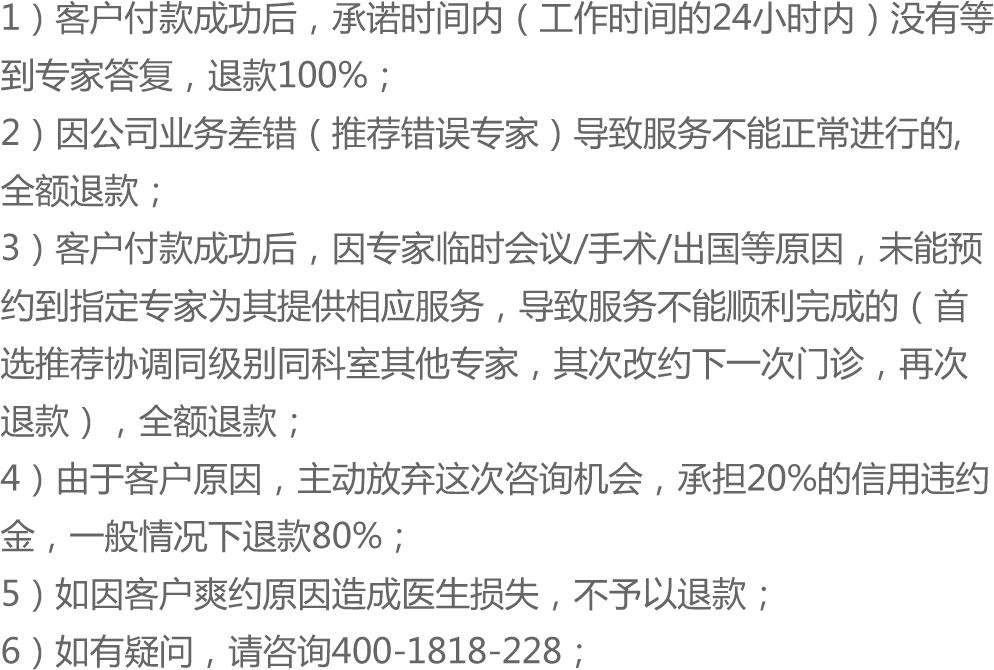 1）客户付款成功后，承诺时间内（工作时间的24小时内）没有等
到专家答复，退款100%；
2）因公司业务差错（推荐错误专家）导致服务不能正常进行的,
全额退款；
3）客户付款成功后，因专家临时会议/手术/出国等原因，未能预
约到指定专家为其提供相应服务，导致服务不能顺利完成的（首
选推荐协调同级别同科室其他专家，其次改约下一次门诊，再次
退款），全额退款；
4）由于客户原因，主动放弃这次咨询机会，承担20%的信用违约
金，一般情况下退款80%；
5）如因客户爽约原因造成医生损失，不予以退款；
6）如有疑问，请咨询400-1818-228；